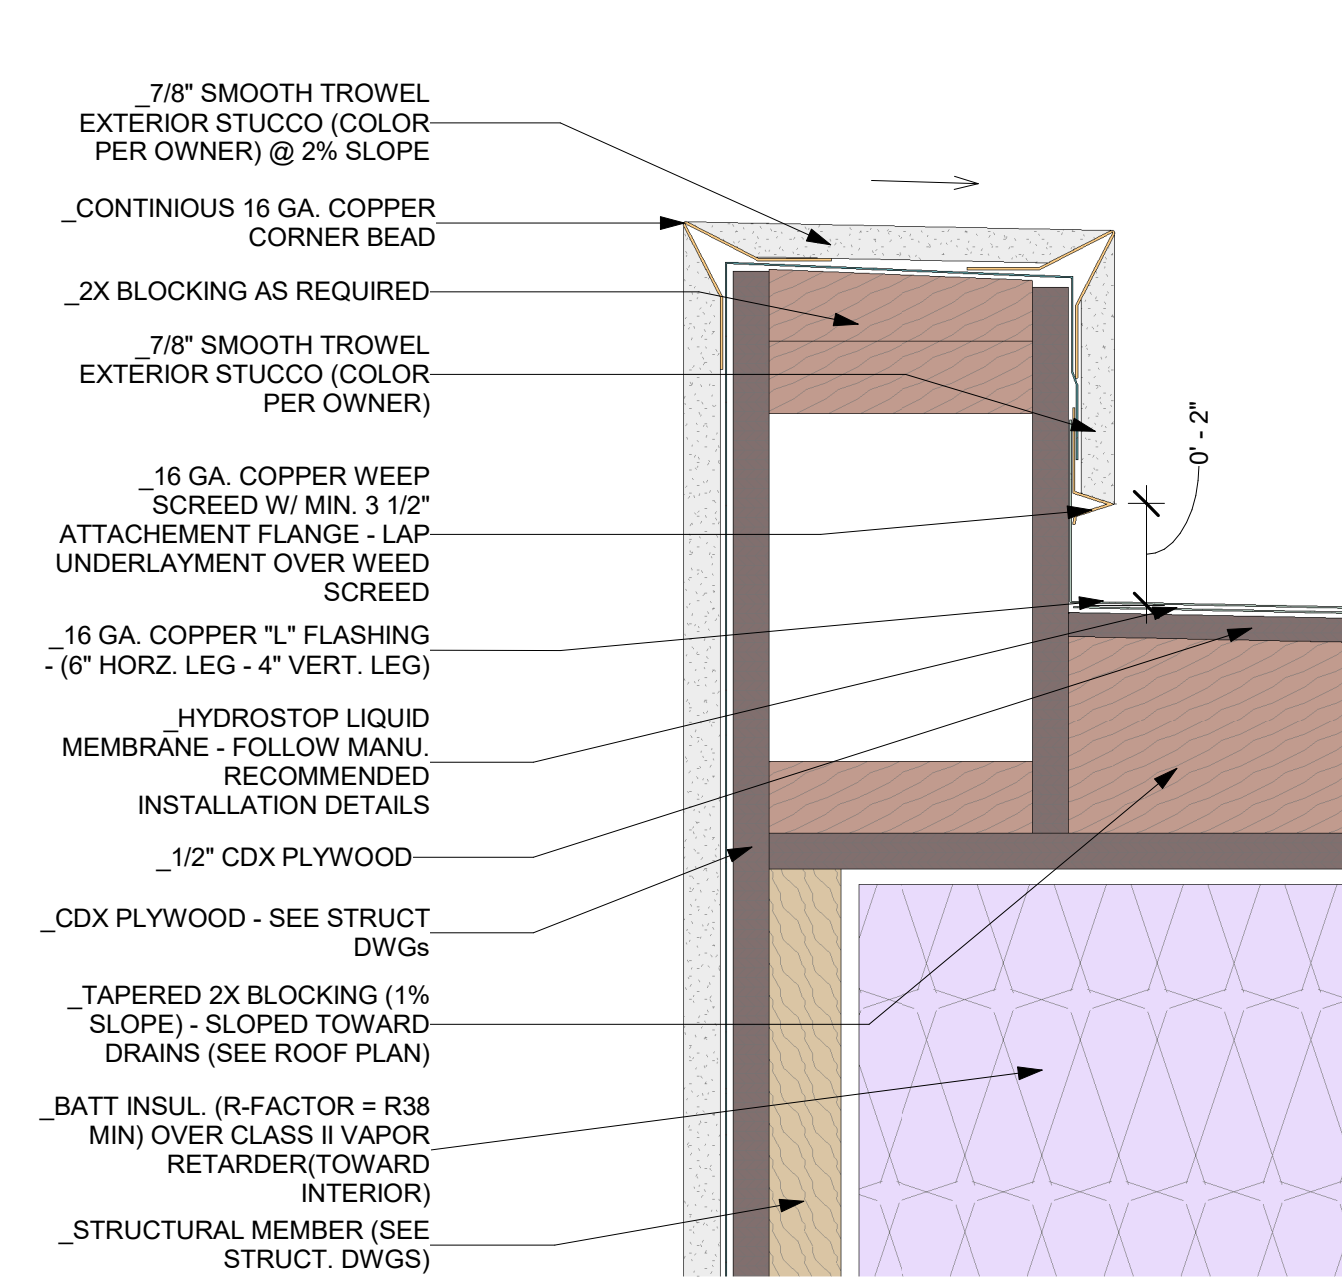 _7/8" SMOOTH TROWEL
EXTERIOR STUCCO (COLOR
PER OWNER) @ 2% SLOPE
_CONTINIOUS 16 GA. COPPER
CORNER BEAD
_2X BLOCKING AS REQUIRED
_7/8" SMOOTH TROWEL
EXTERIOR STUCCO (COLOR
PER OWNER)
0' - 2"
_16 GA. COPPER WEEP
SCREED W/ MIN. 3 1/2"
ATTACHEMENT FLANGE - LAP
UNDERLAYMENT OVER WEED
SCREED
_16 GA. COPPER "L" FLASHING
- (6" HORZ. LEG - 4" VERT. LEG)
_HYDROSTOP LIQUID
MEMBRANE - FOLLOW MANU.
RECOMMENDED
INSTALLATION DETAILS
_1/2" CDX PLYWOOD
_CDX PLYWOOD - SEE STRUCT
DWGs
_TAPERED 2X BLOCKING (1%
SLOPE) - SLOPED TOWARD
DRAINS (SEE ROOF PLAN)
_BATT INSUL. (R-FACTOR = R38
MIN) OVER CLASS II VAPOR
RETARDER(TOWARD
INTERIOR)
_STRUCTURAL MEMBER (SEE
STRUCT. DWGS)